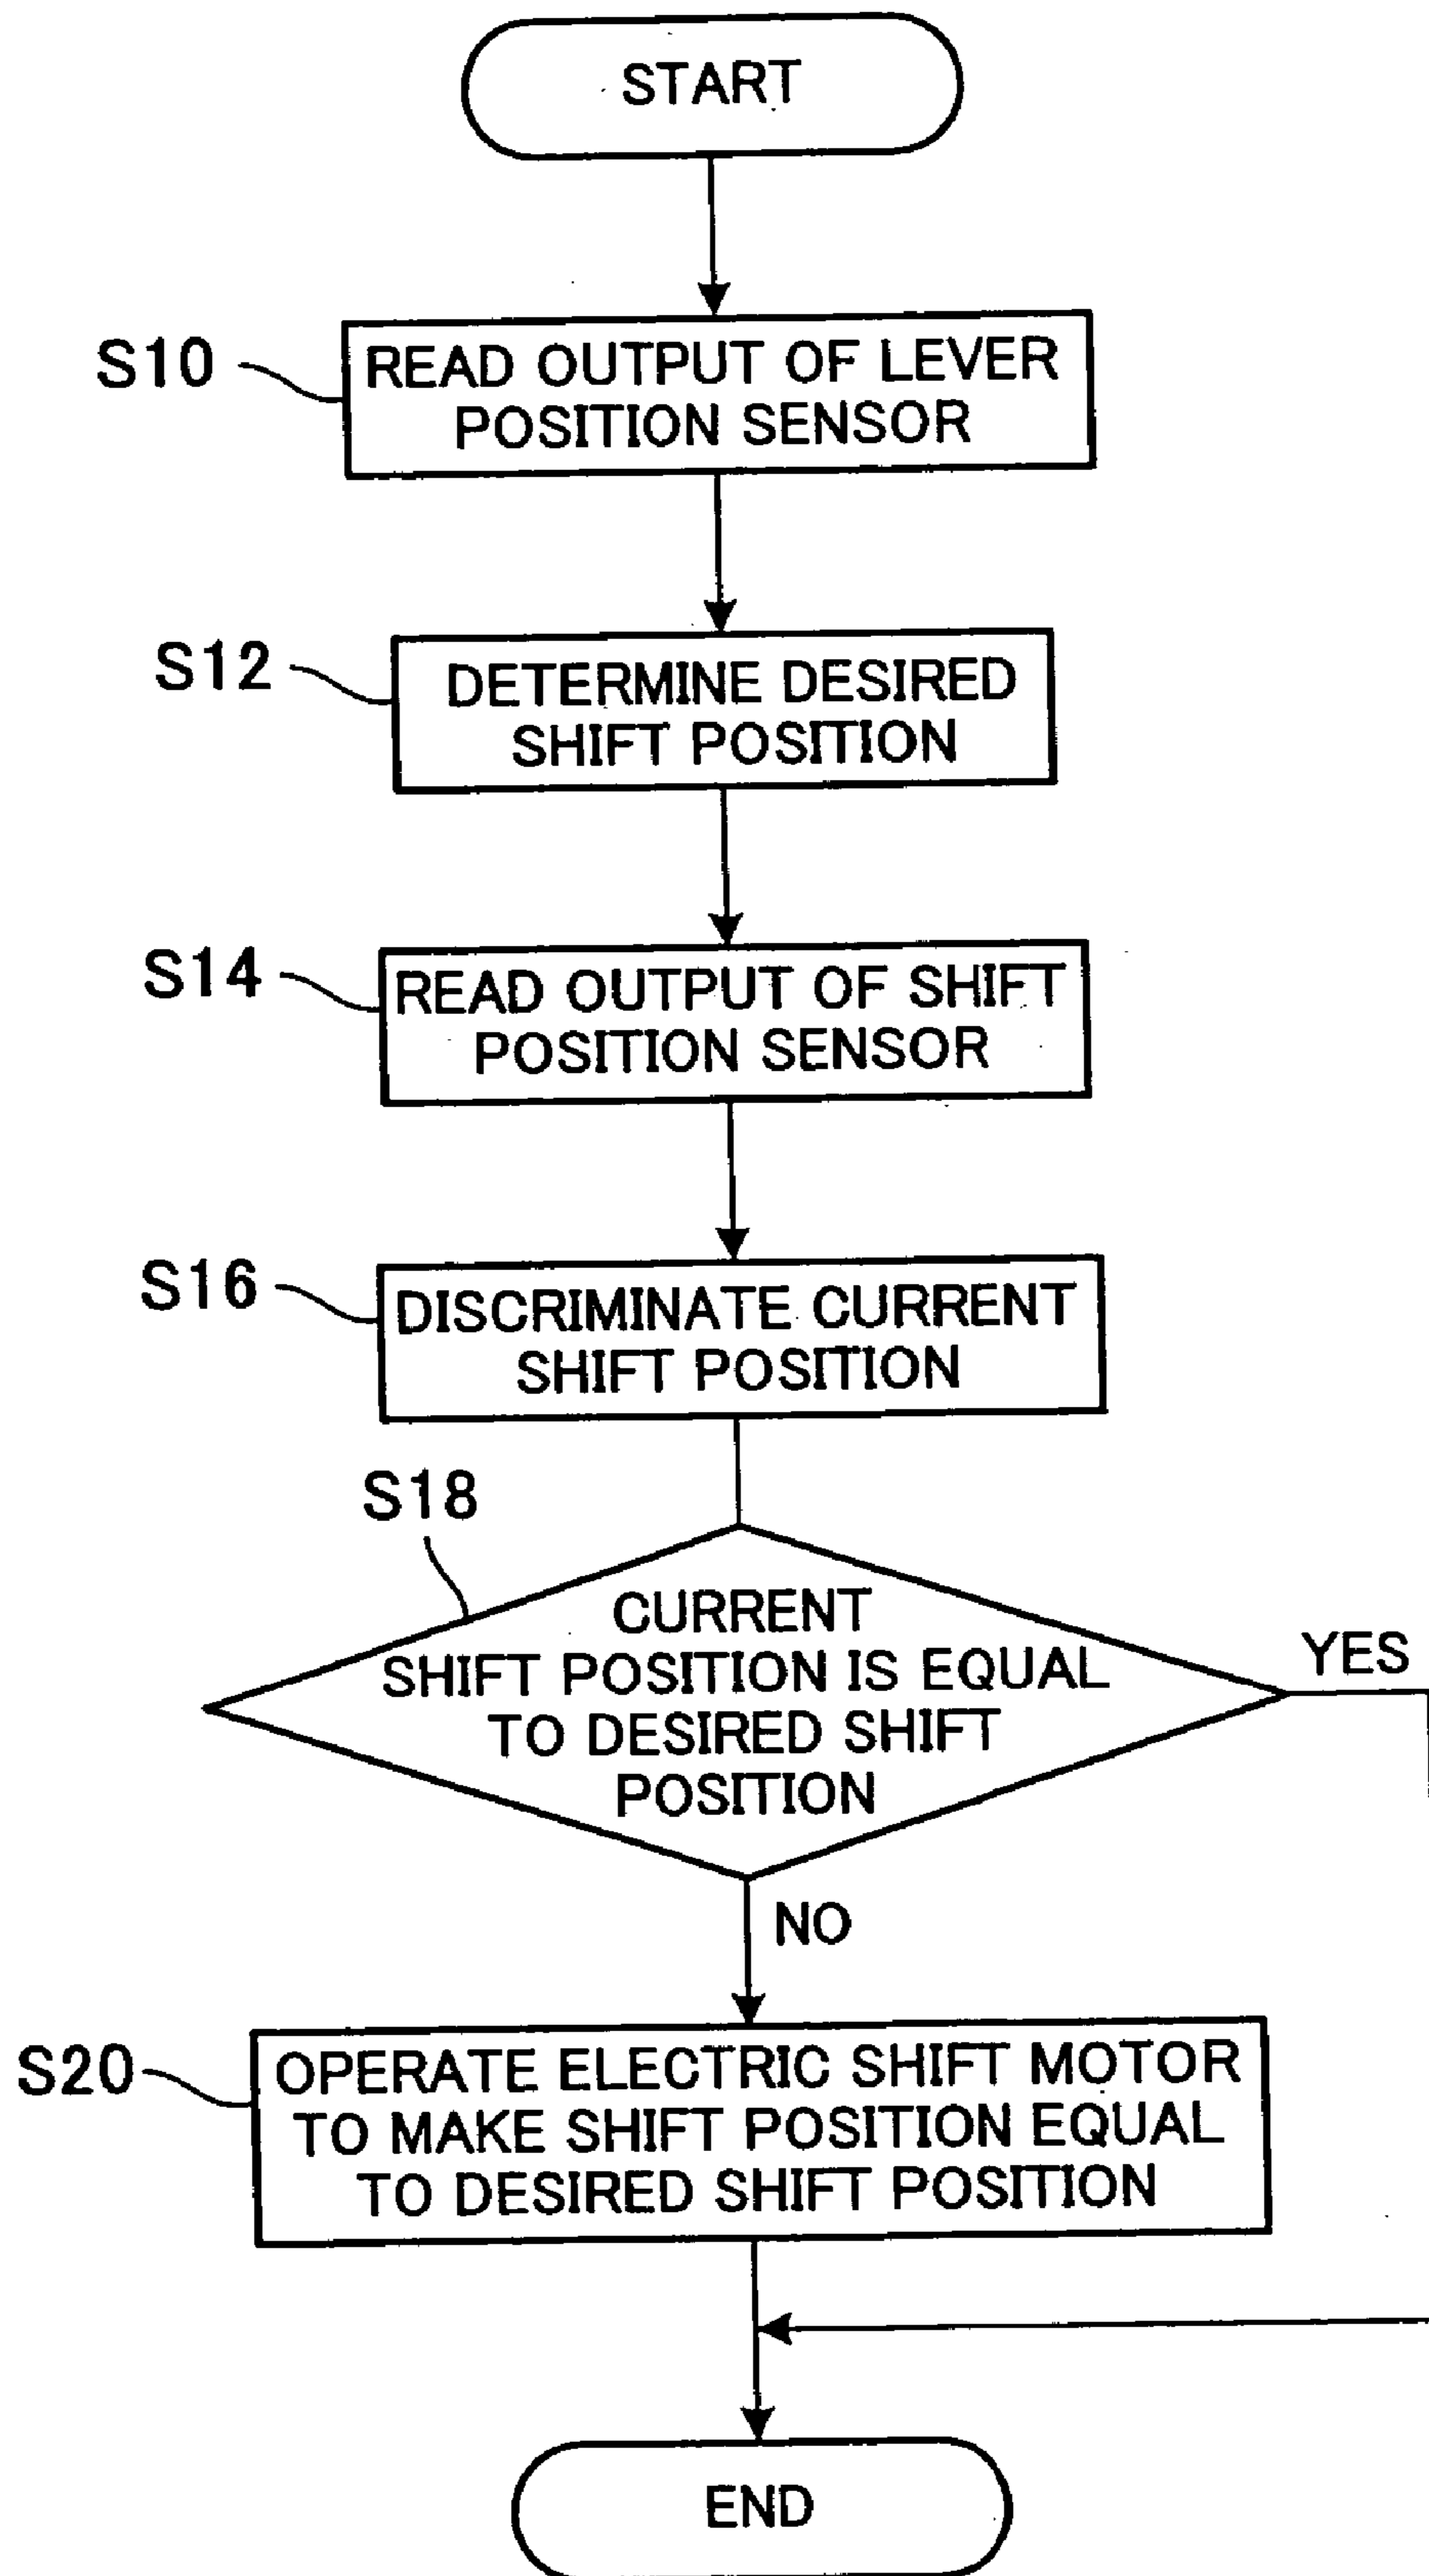 START
S10
READ OUTPUT OF LEVER
POSITION SENSOR
S12
DETERMINE DESIRED
SHIFT POSITION
S14
READ OUTPUT OF SHIFT
POSITION SENSOR
S16
DISCRIMINATE CURRENT
SHIFT POSITION
S18
CURRENT
SHIFT POSITION IS EQUAL
TO DESIRED SHIFT
POSITION
YES
NO
S20
OPERATE ELECTRIC SHIFT MOTOR
TO MAKE SHIFT POSITION EQUAL
TO DESIRED SHIFT POSITION
END